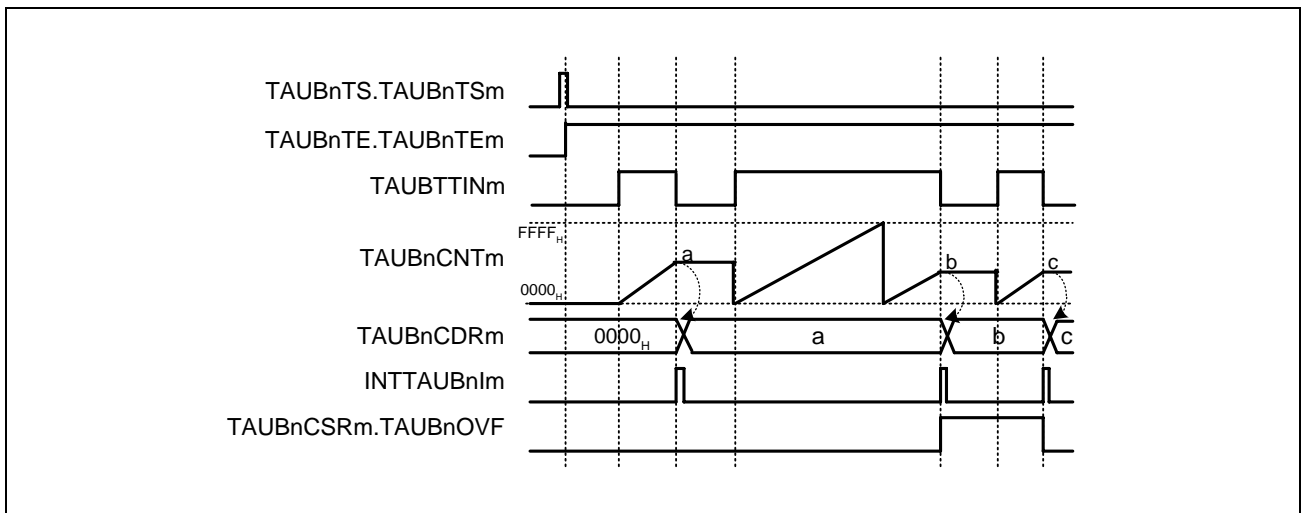 TAUBnTS.TAUBnTSm
TAUBnTE.TAUBnTEm
TAUBTTINm
FFFFH
TAUBnCNTm
a
b
c
0000H
TAUBnCDRm
0000H
a
b
c
INTTAUBnIm
TAUBnCSRm.TAUBnOVF